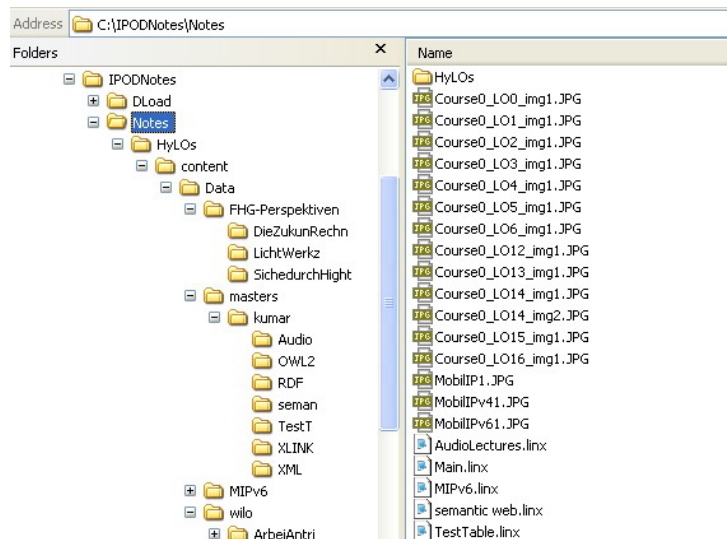 Address C:\IPODNotes\Notes
Folders
IPODNotes
DLoad
Notes
HyLOs
content
Data
FHG-Perspektiven
DieZukunRechn
LichtWerkz
SichedurchHight
masters
kumar
Audio
OWL2
RDF
seman
TestT
XLINK
XML
MIPv6
wilo
ArbeiAntri
Name
HyLOs
Course0_LO0_img1.JPG
Course0_LO1_img1.JPG
Course0_LO2_img1.JPG
Course0_LO3_img1.JPG
Course0_LO4_img1.JPG
Course0_LO5_img1.JPG
Course0_LO6_img1.JPG
Course0_LO12_img1.JPG
Course0_LO13_img1.JPG
Course0_LO14_img1.JPG
Course0_LO14_img2.JPG
Course0_LO15_img1.JPG
Course0_LO16_img1.JPG
MobilIP1.JPG
MobilIPv41.JPG
MobilIPv61.JPG
AudioLectures.linx
Main.linx
MIPv6.linx
semantic web.linx
TestTable.linx